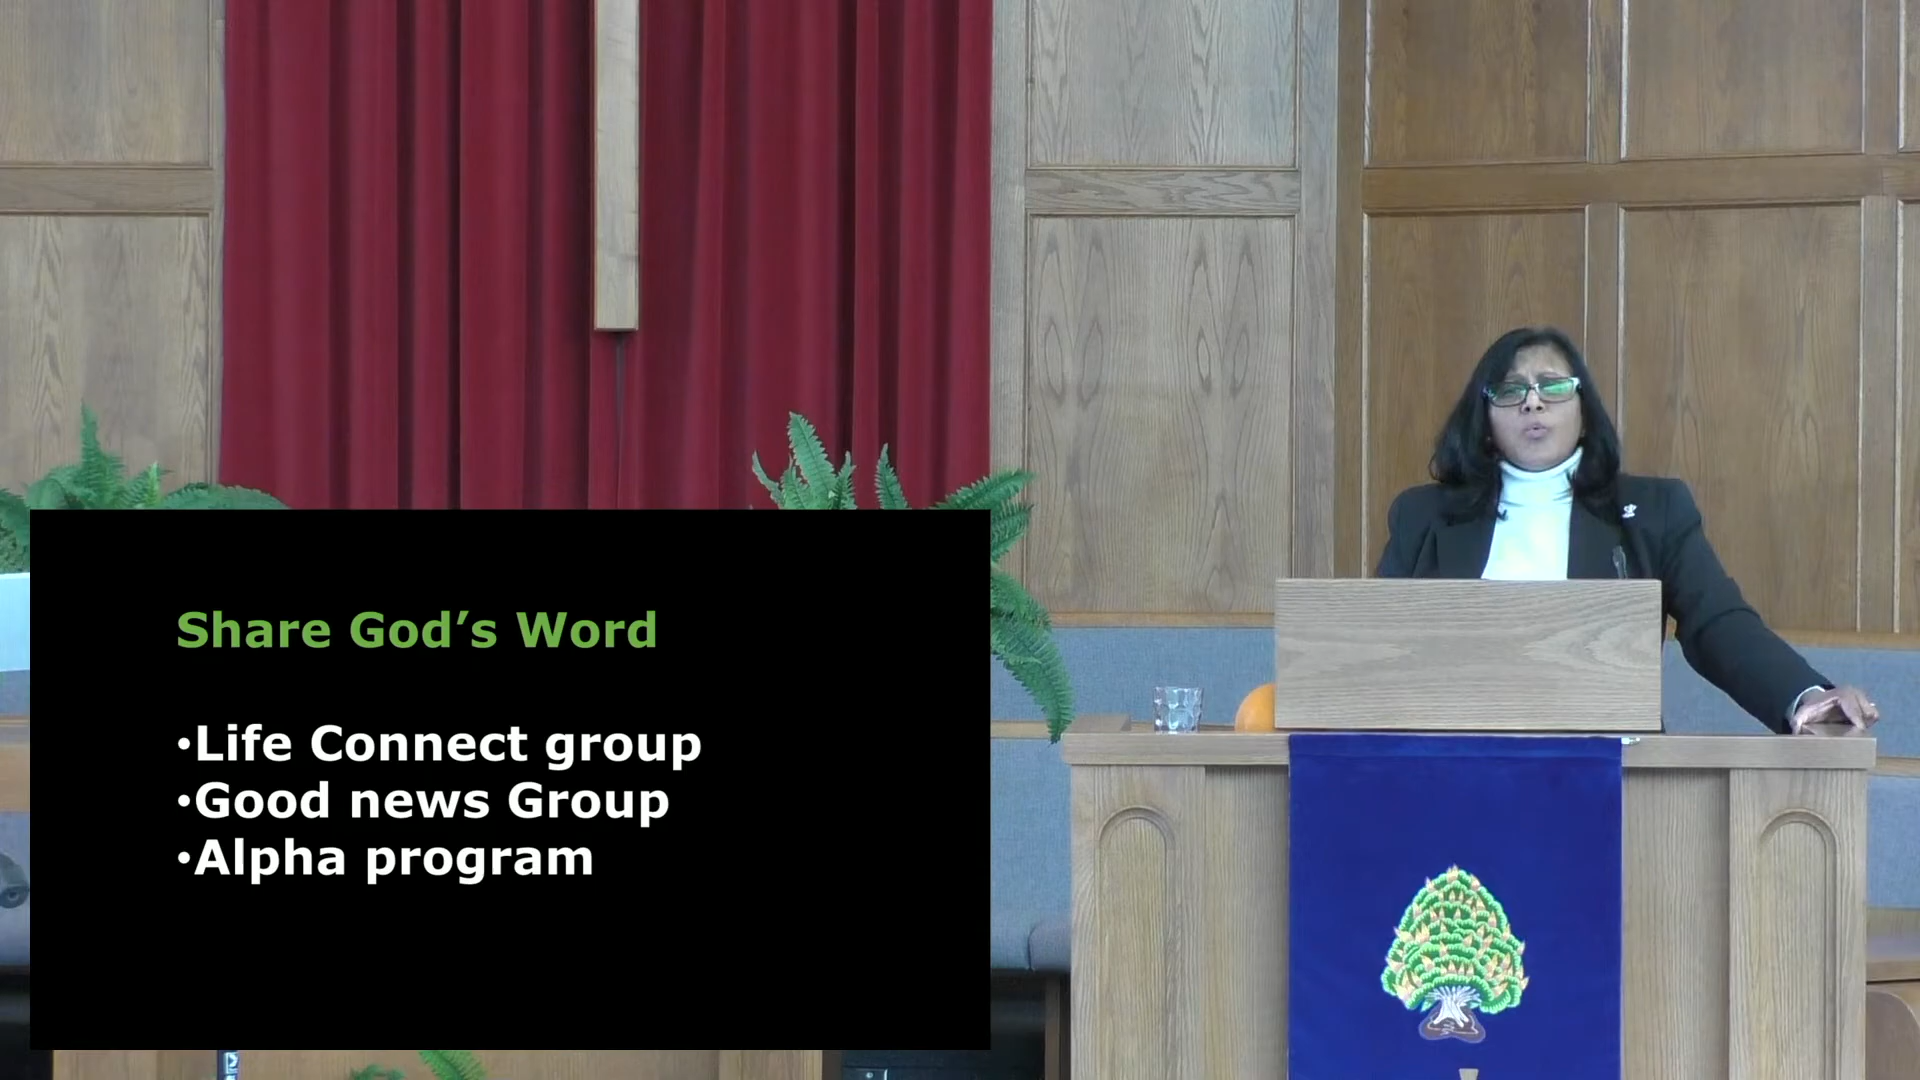 Share God’s Word
•Life Connect group
•Good news Group
•Alpha program